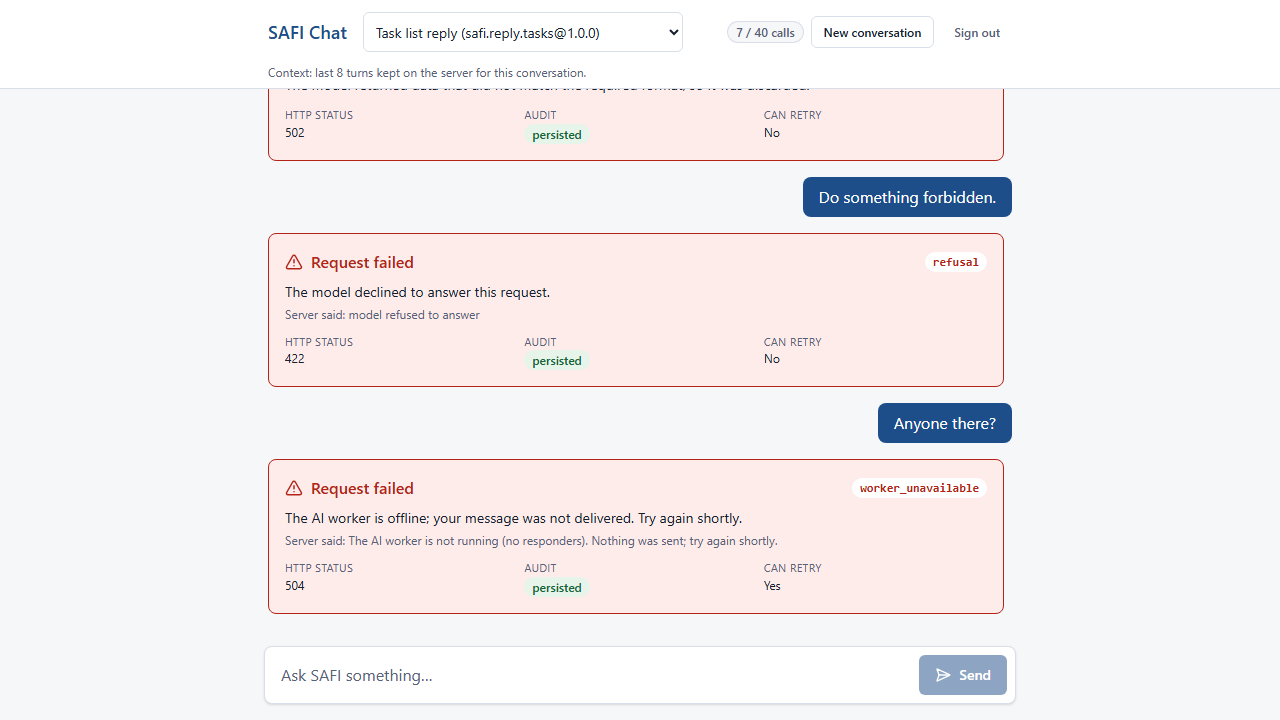 SAFI Chat
Task list reply (safi.reply.tasks@1.0.0)
7 / 40 calls
New conversation
Sign out
Context: last 8 turns kept on the server for this conversation.
HTTP STATUS
AUDIT
CAN RETRY
502
persisted
No
Do something forbidden.
Request failed
refusal
The model declined to answer this request.
Server said: model refused to answer
HTTP STATUS
AUDIT
CAN RETRY
422
persisted
No
Anyone there?
Request failed
worker_unavailable
The AI worker is offline; your message was not delivered. Try again shortly.
Server said: The AI worker is not running (no responders). Nothing was sent; try again shortly.
HTTP STATUS
AUDIT
CAN RETRY
504
persisted
Yes
Ask SAFI something...
Send